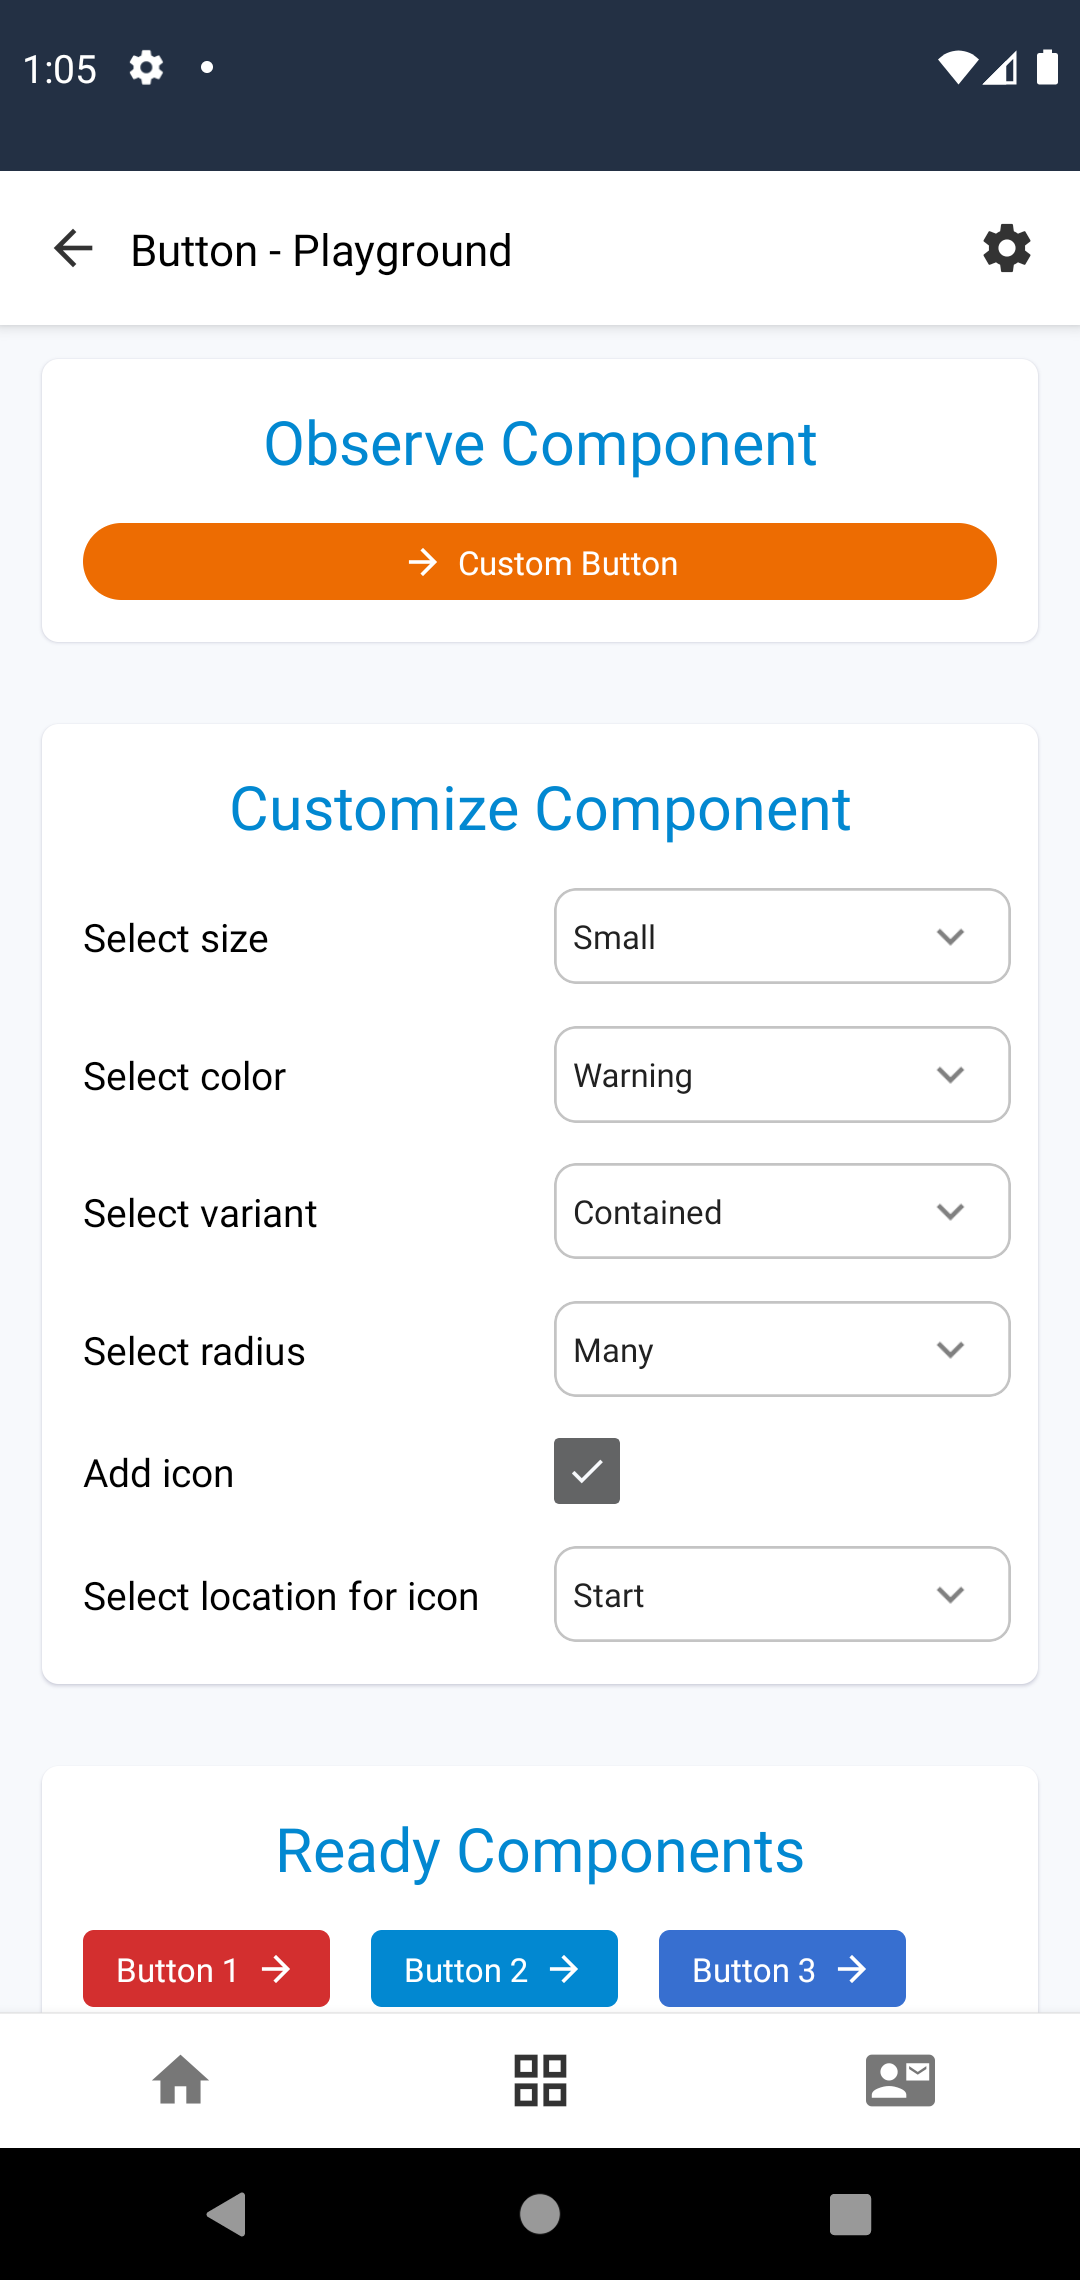 1:05
Button - Playground
Observe Component
Custom Button
Customize Component
Select size
Small
Select color
Warning
Select variant
Contained
Select radius
Many
Add icon
Select location for icon
Start
Ready Components
Button 1
Button 2
Button 3